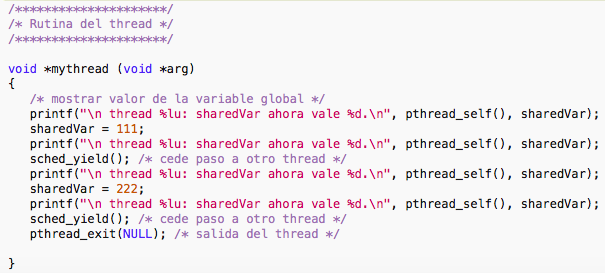 /*********************/
/* Rutina del thread */
/*********************/
void *mythread (void *arg)
{
/* mostrar valor de la variable global */
printf("\n thread %lu: sharedVar ahora vale %d.\n", pthread_self(), sharedVar);
sharedVar = 111;
printf("\n thread %lu: sharedVar ahora vale %d.\n", pthread_self(), sharedVar);
sched_yield(); /* cede paso a otro thread */
printf("\n thread %lu: sharedVar ahora vale %d.\n", pthread_self(), sharedVar);
sharedVar = 222;
printf("\n thread %lu: sharedVar ahora vale %d.\n", pthread_self(), sharedVar);
sched_yield(); /* cede paso a otro thread */
pthread_exit(NULL); /* salida del thread */
}